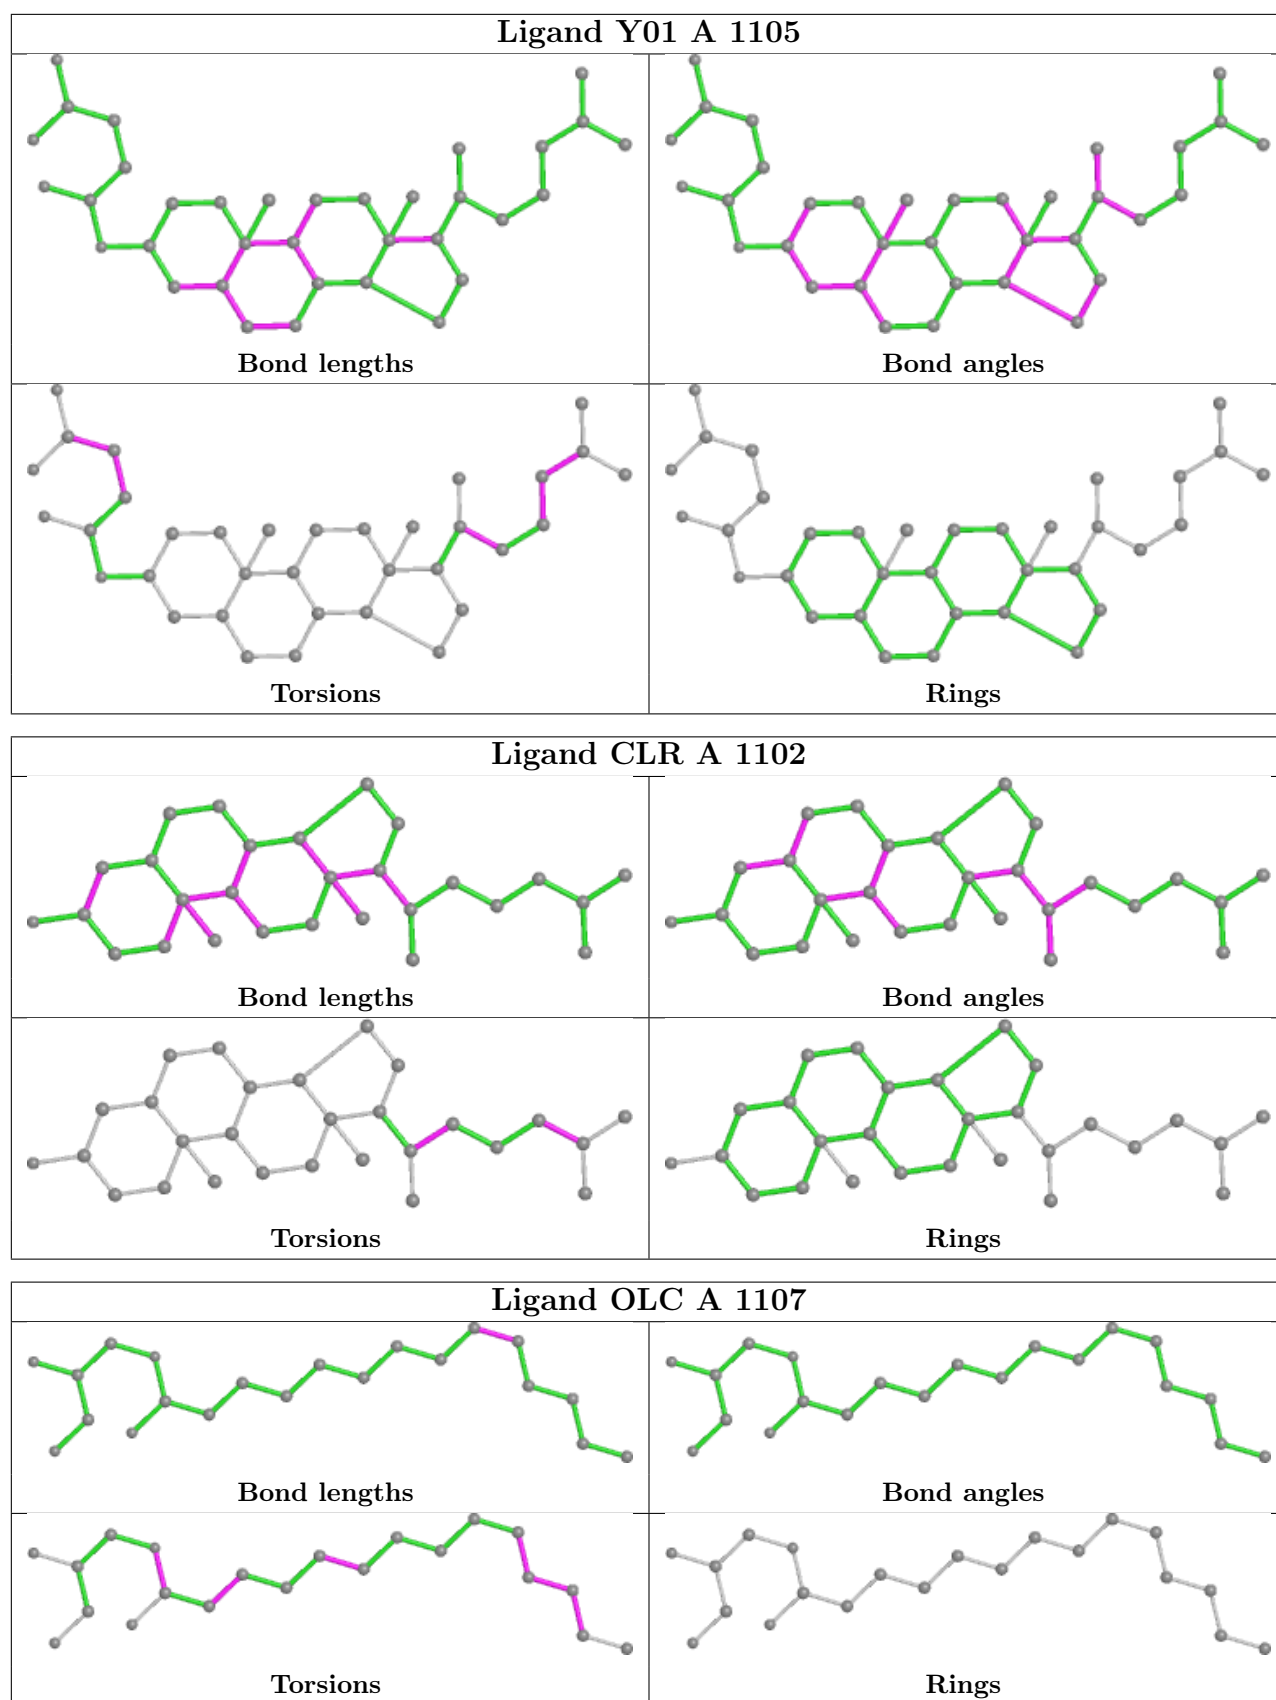 Ligand Y01 A 1105
Bond lengths
Bond angles
Torsions
Rings
Ligand CLR A 1102
Bond lengths
Bond angles
Torsions
Rings
Ligand OLC A 1107
Bond lengths
Bond angles
Torsions
Rings